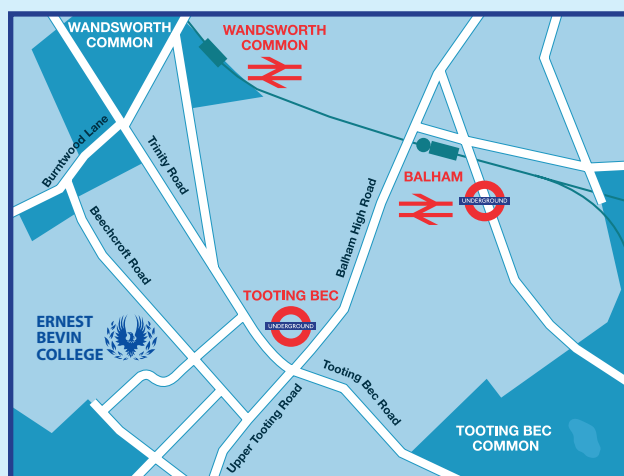 WANDSWORTH
COMMON
WANDSWORTH
COMMON
Burntwood Lane
Trinity Road
BALHAM
UNDERGROUND
Balham High Road
Beechcroft Road
TOOTING BEC
UNDERGROUND
ERNEST
BEVIN
COLLEGE
Tooting Bec Road
Upper Tooting Road
TOOTING BEC
COMMON